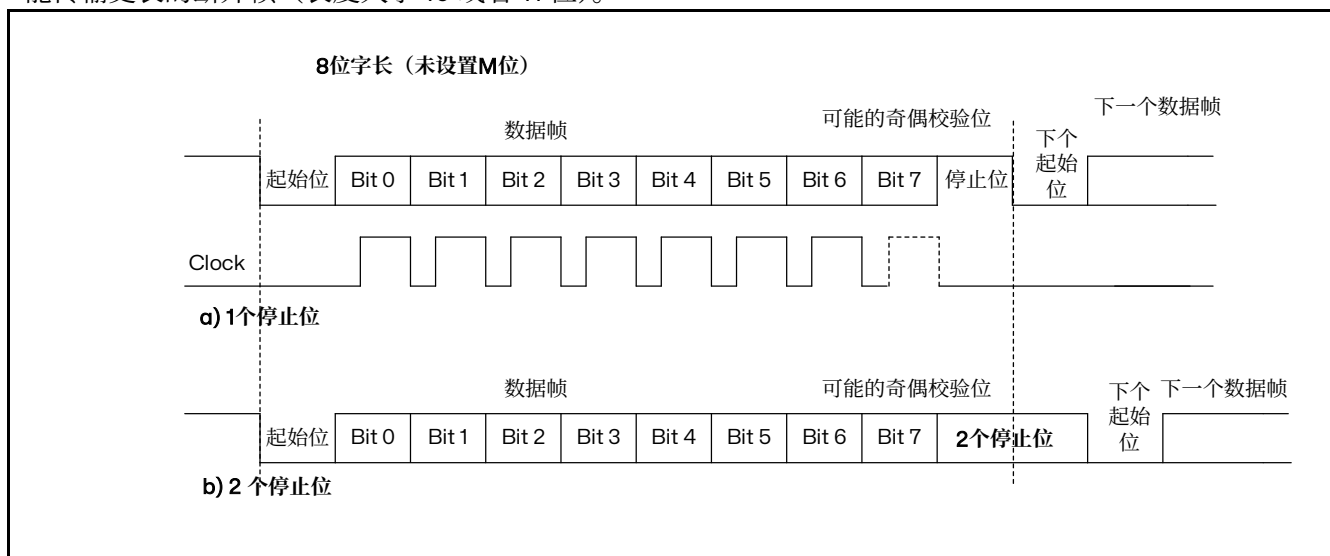 8位字长（未设置M位）
下一个数据帧
数据帧
可能的奇偶校验位
下个
起始
位
起始位 Bit 0 Bit 1 Bit 2 Bit 3 Bit 4 Bit 5 Bit 6 Bit 7 停止位
Clock
a) 1个停止位
数据帧
可能的奇偶校验位
下个
起始
位
下一个数据帧
起始位 Bit 0 Bit 1 Bit 2 Bit 3 Bit 4 Bit 5 Bit 6 Bit 7 2个停止位
b) 2 个停止位